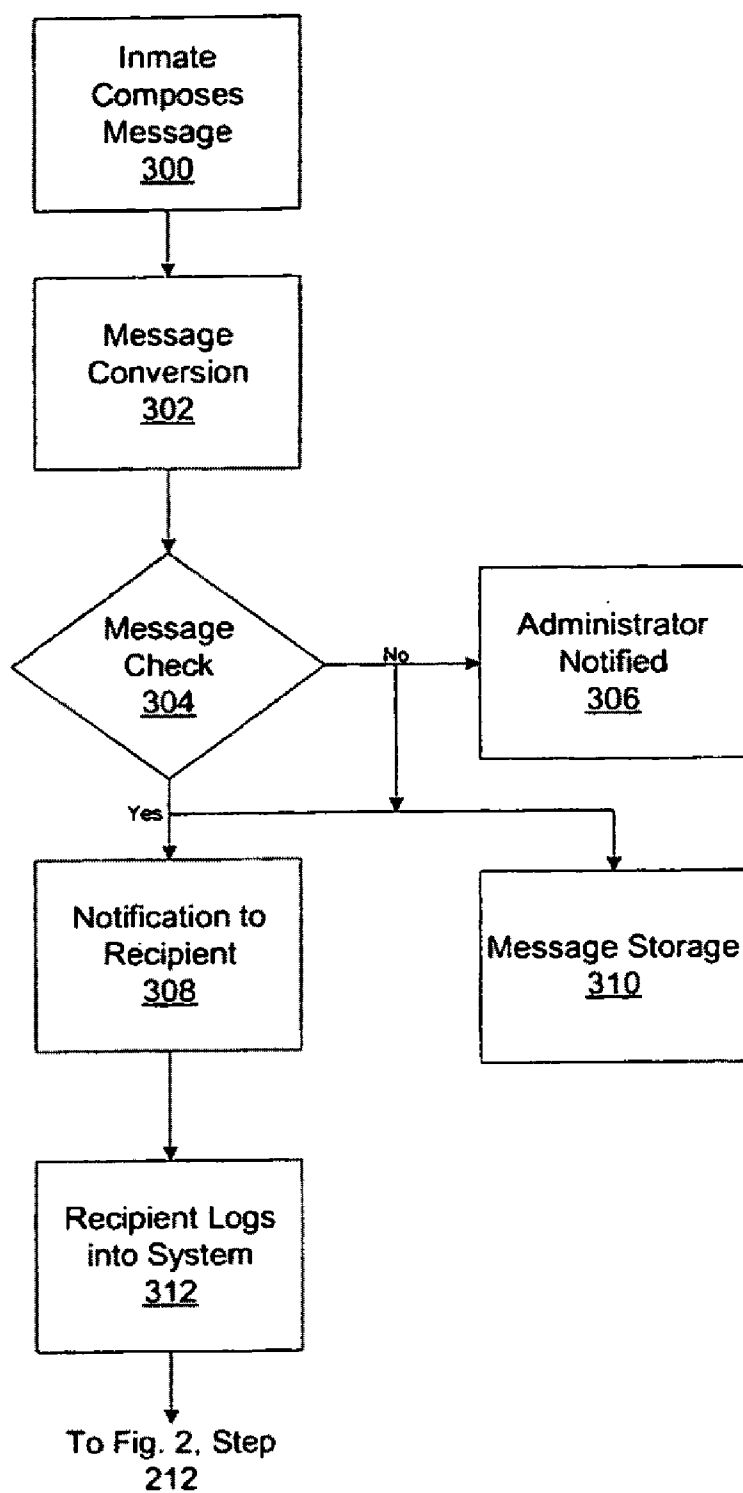 Inmate
Composes
Message
300
Message
Conversion
302
Message
Check
304
No
Administrator
Notified
306
Yes
Notification to
Recipient
308
Message Storage
310
Recipient Logs
into System
312
To Fig. 2, Step
212